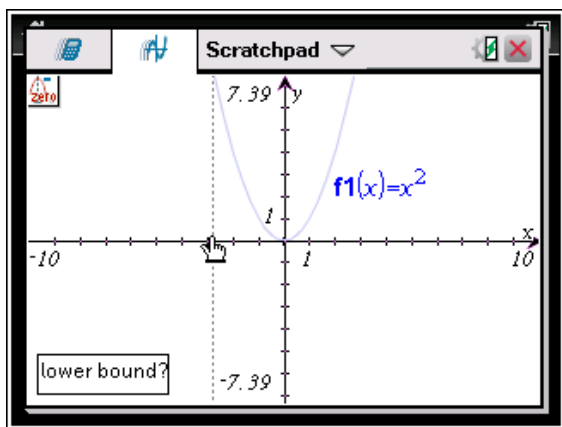 Scratchpad
zero
7.39 y
f1(x)=x²
1
x
-10 1 10
lower bound?
-7.39